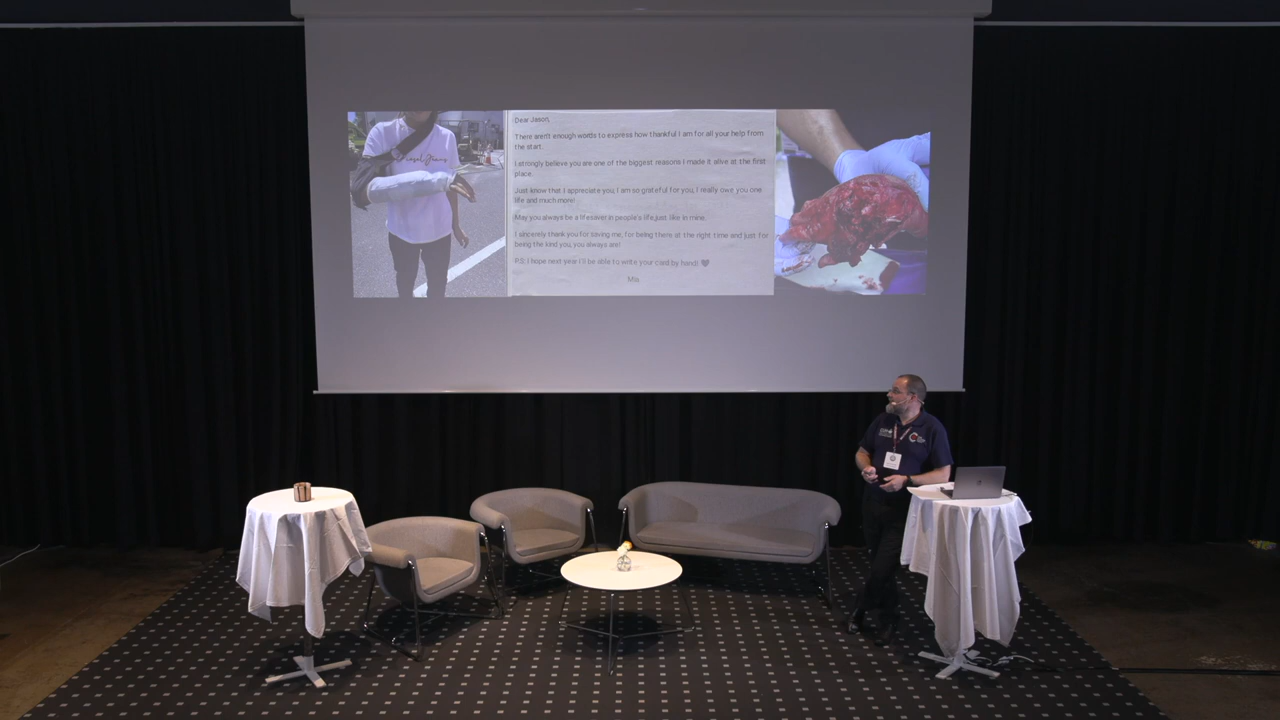 Dear Jason,
There aren't enough words to express how thankful I am for all your help from
the start.
I strongly believe you are one of the biggest reasons I made it alive at the first
place.
Just know that I appreciate you, I am so grateful for you, I really owe you one
life and much more!
May you always be a lifesaver in people's life,just like in mine.
I sincerely thank you for saving me, for being there at the right time and just for
being the kind you, you always are!
P.S: I hope next year I'll be able to write your card by hand! 🖤
Mia.